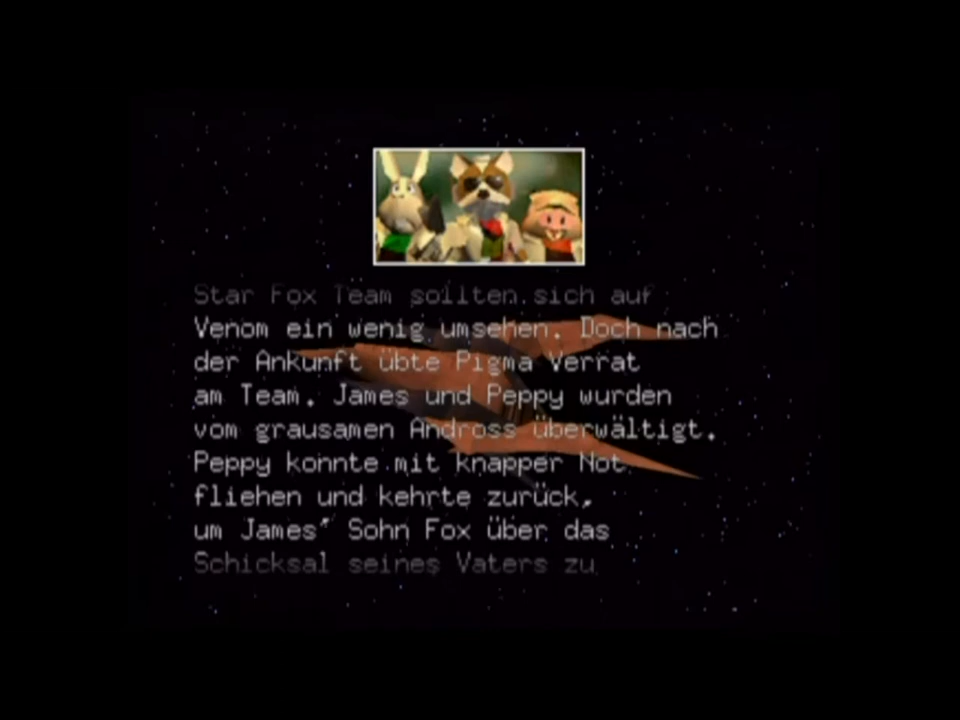 Star Fox Team sollten sich auf
Venom ein wenig umsehen. Doch nach
der Ankunft übte Pigma Verrat
am Team. James und Peppy wurden
vom grausamen Andross überwältigt.
Peppy konnte mit knapper Not
fliehen und kehrte zurück,
um James' Sohn Fox über das
Schicksal seines Vaters zu